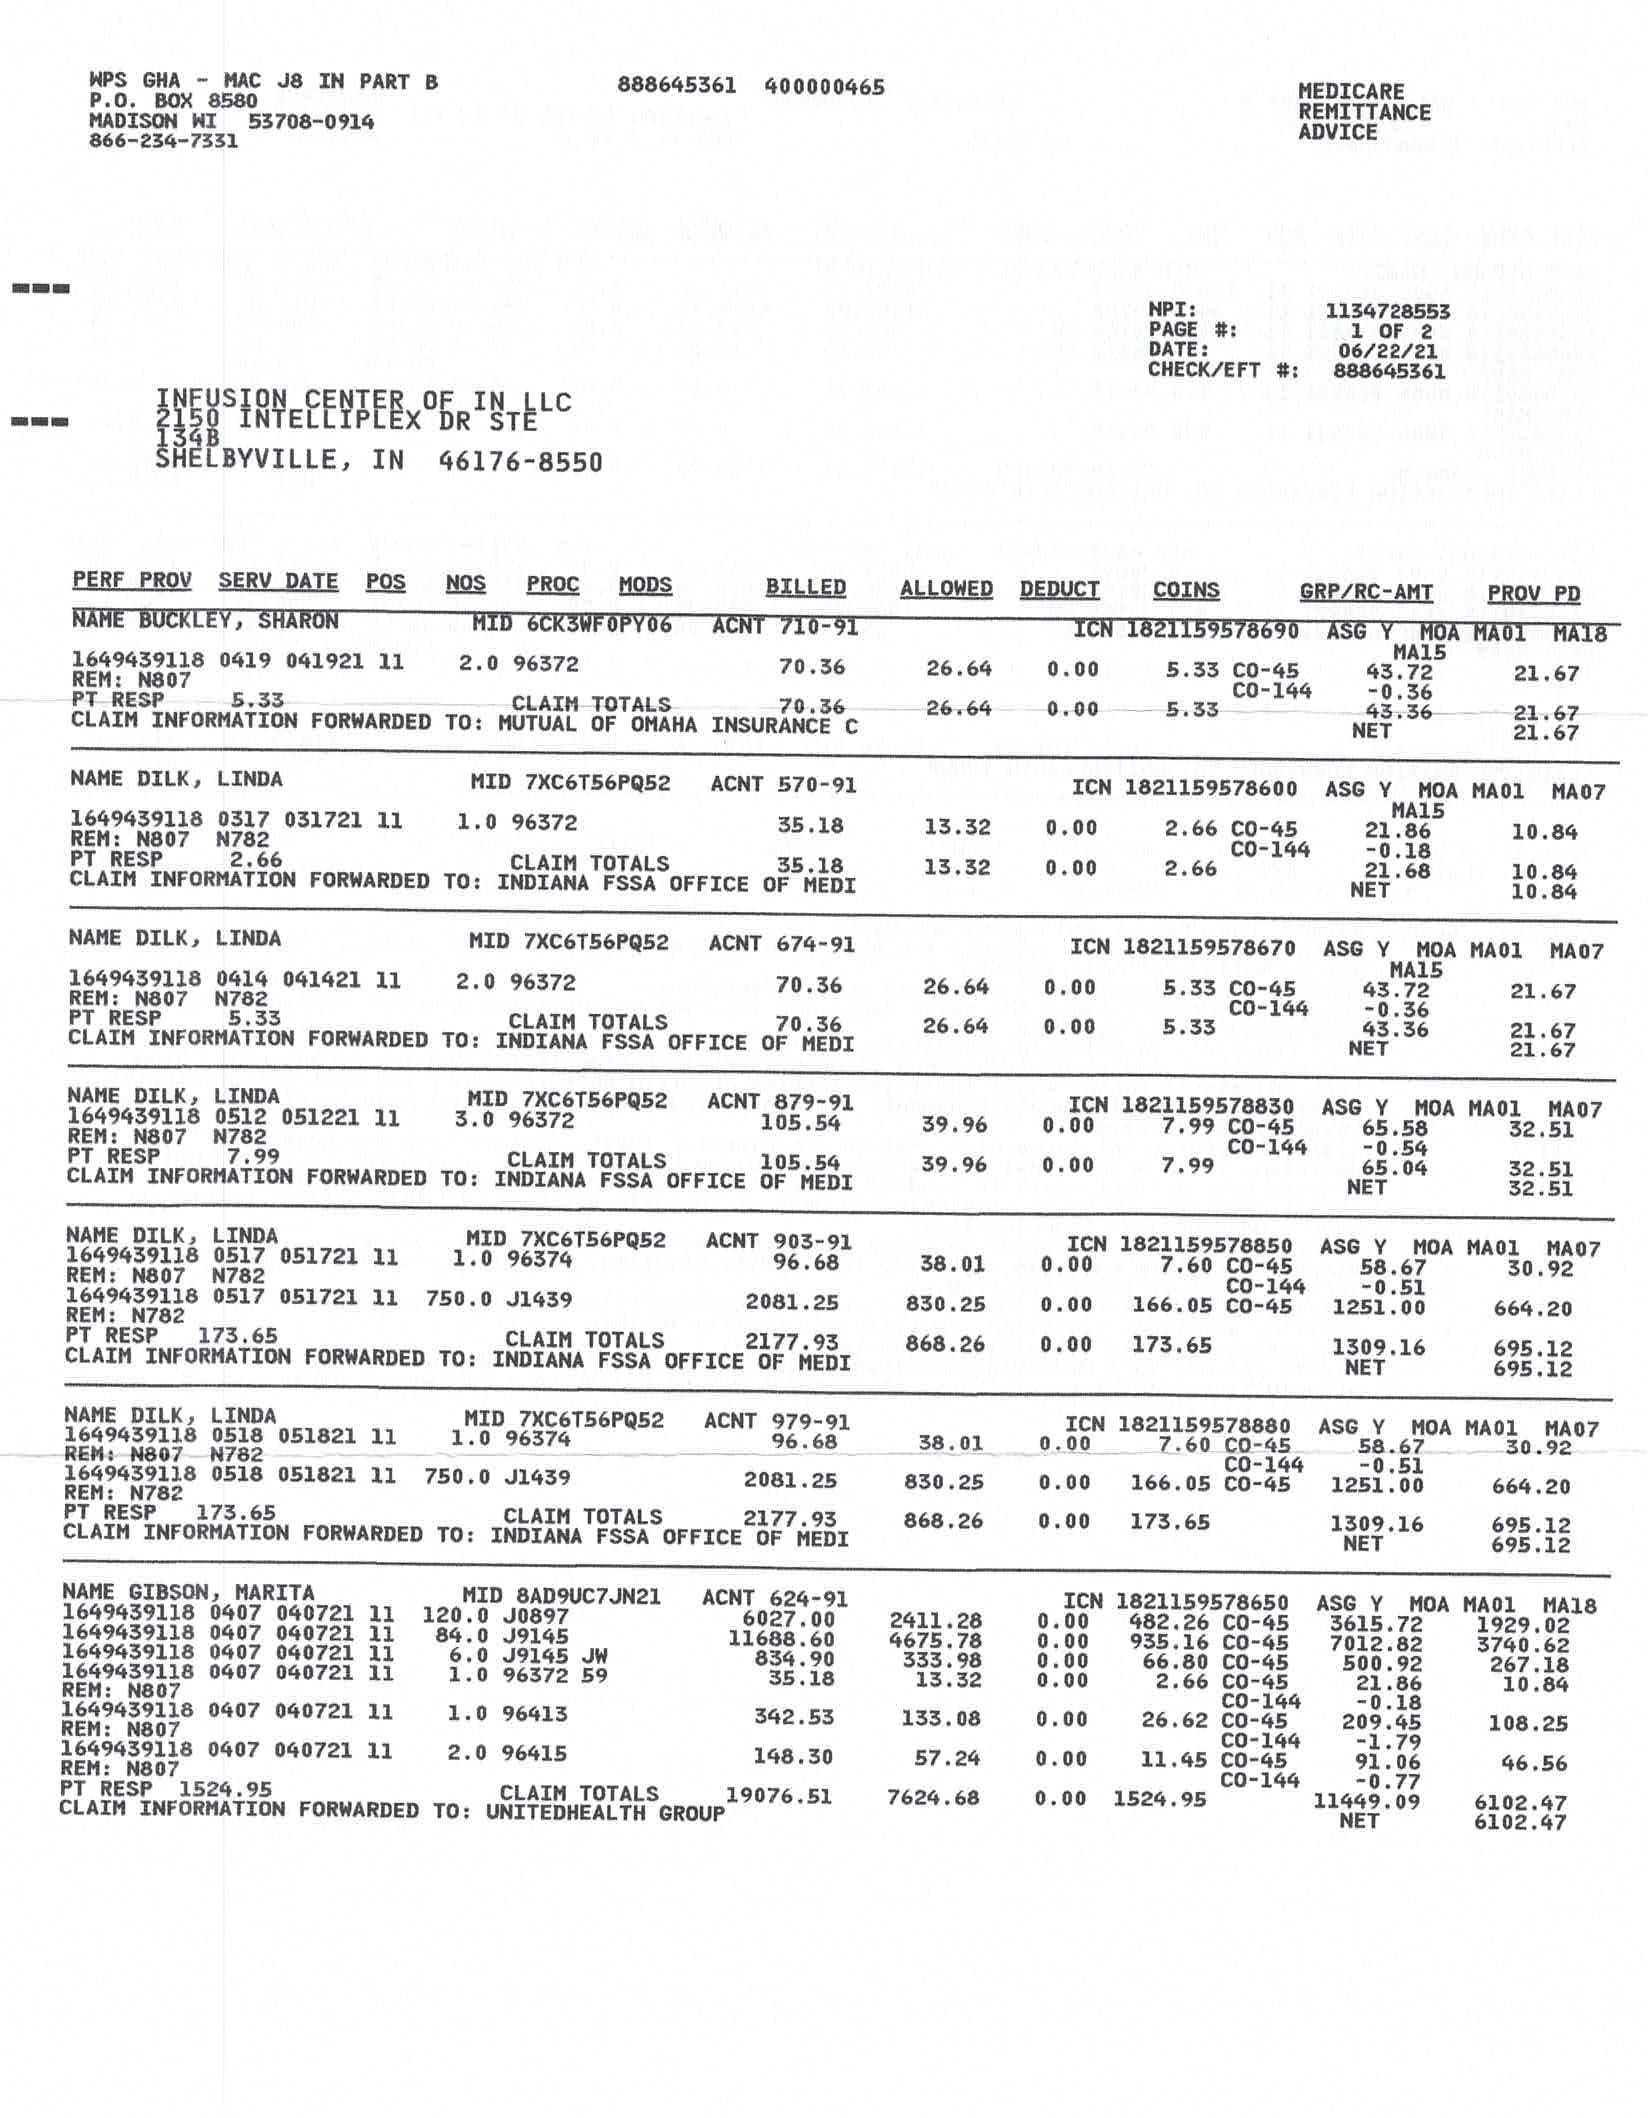 WPS GHA - MAC J8 IN PART B 888645361 400000465 MEDICARE
P.O. BOX 8580 REMITTANCE
MADISON WI 53708-0914 ADVICE
866-234-7331
NPI: 1134728553
PAGE #: 1 OF 2
DATE: 06/22/21
CHECK/EFT #: 888645361
INFUSION CENTER OF IN LLC
2150 INTELLIPLEX DR STE
134B
SHELBYVILLE, IN 46176-8550
PERF PROV SERV DATE POS NOS PROC MODS BILLED ALLOWED DEDUCT COINS GRP/RC-AMT PROV PD
NAME BUCKLEY, SHARON MID 6CK3WF0PY06 ACNT 710-91 ICN 1821159578690 ASG Y MOA MA01 MA18
MA15
1649439118 0419 041921 11 2.0 96372 70.36 26.64 0.00 5.33 CO-45 43.72 21.67
REM: N807 CO-144 -0.36
PT RESP 5.33 CLAIM TOTALS 70.36 26.64 0.00 5.33 43.36 21.67
CLAIM INFORMATION FORWARDED TO: MUTUAL OF OMAHA INSURANCE C NET 21.67
NAME DILK, LINDA MID 7XC6T56PQ52 ACNT 570-91 ICN 1821159578600 ASG Y MOA MA01 MA07
MA15
1649439118 0317 031721 11 1.0 96372 35.18 13.32 0.00 2.66 CO-45 21.86 10.84
REM: N807 N782 CO-144 -0.18
PT RESP 2.66 CLAIM TOTALS 35.18 13.32 0.00 2.66 21.68 10.84
CLAIM INFORMATION FORWARDED TO: INDIANA FSSA OFFICE OF MEDI NET 10.84
NAME DILK, LINDA MID 7XC6T56PQ52 ACNT 674-91 ICN 1821159578670 ASG Y MOA MA01 MA07
MA15
1649439118 0414 041421 11 2.0 96372 70.36 26.64 0.00 5.33 CO-45 43.72 21.67
REM: N807 N782 CO-144 -0.36
PT RESP 5.33 CLAIM TOTALS 70.36 26.64 0.00 5.33 43.36 21.67
CLAIM INFORMATION FORWARDED TO: INDIANA FSSA OFFICE OF MEDI NET 21.67
NAME DILK, LINDA MID 7XC6T56PQ52 ACNT 879-91 ICN 1821159578830 ASG Y MOA MA01 MA07
1649439118 0512 051221 11 3.0 96372 105.54 39.96 0.00 7.99 CO-45 65.58 32.51
REM: N807 N782 CO-144 -0.54
PT RESP 7.99 CLAIM TOTALS 105.54 39.96 0.00 7.99 65.04 32.51
CLAIM INFORMATION FORWARDED TO: INDIANA FSSA OFFICE OF MEDI NET 32.51
NAME DILK, LINDA MID 7XC6T56PQ52 ACNT 903-91 ICN 1821159578850 ASG Y MOA MA01 MA07
1649439118 0517 051721 11 1.0 96374 96.68 38.01 0.00 7.60 CO-45 58.67 30.92
REM: N807 N782 CO-144 -0.51
1649439118 0517 051721 11 750.0 J1439 2081.25 830.25 0.00 166.05 CO-45 1251.00 664.20
REM: N782
PT RESP 173.65 CLAIM TOTALS 2177.93 868.26 0.00 173.65 1309.16 695.12
CLAIM INFORMATION FORWARDED TO: INDIANA FSSA OFFICE OF MEDI NET 695.12
NAME DILK, LINDA MID 7XC6T56PQ52 ACNT 979-91 ICN 1821159578880 ASG Y MOA MA01 MA07
1649439118 0518 051821 11 1.0 96374 96.68 38.01 0.00 7.60 CO-45 58.67 30.92
REM: N807 N782 CO-144 -0.51
1649439118 0518 051821 11 750.0 J1439 2081.25 830.25 0.00 166.05 CO-45 1251.00 664.20
REM: N782
PT RESP 173.65 CLAIM TOTALS 2177.93 868.26 0.00 173.65 1309.16 695.12
CLAIM INFORMATION FORWARDED TO: INDIANA FSSA OFFICE OF MEDI NET 695.12
NAME GIBSON, MARITA MID 8AD9UC7JN21 ACNT 624-91 ICN 1821159578650 ASG Y MOA MA01 MA18
1649439118 0407 040721 11 120.0 J0897 6027.00 2411.28 0.00 482.26 CO-45 3615.72 1929.02
1649439118 0407 040721 11 84.0 J9145 11688.60 4675.78 0.00 935.16 CO-45 7012.82 3740.62
1649439118 0407 040721 11 6.0 J9145 JW 834.90 333.98 0.00 66.80 CO-45 500.92 267.18
1649439118 0407 040721 11 1.0 96372 59 35.18 13.32 0.00 2.66 CO-45 21.86 10.84
REM: N807 CO-144 -0.18
1649439118 0407 040721 11 1.0 96413 342.53 133.08 0.00 26.62 CO-45 209.45 108.25
REM: N807 CO-144 -1.79
1649439118 0407 040721 11 2.0 96415 148.30 57.24 0.00 11.45 CO-45 91.06 46.56
REM: N807 CO-144 -0.77
PT RESP 1524.95 CLAIM TOTALS 19076.51 7624.68 0.00 1524.95 11449.09 6102.47
CLAIM INFORMATION FORWARDED TO: UNITEDHEALTH GROUP NET 6102.47